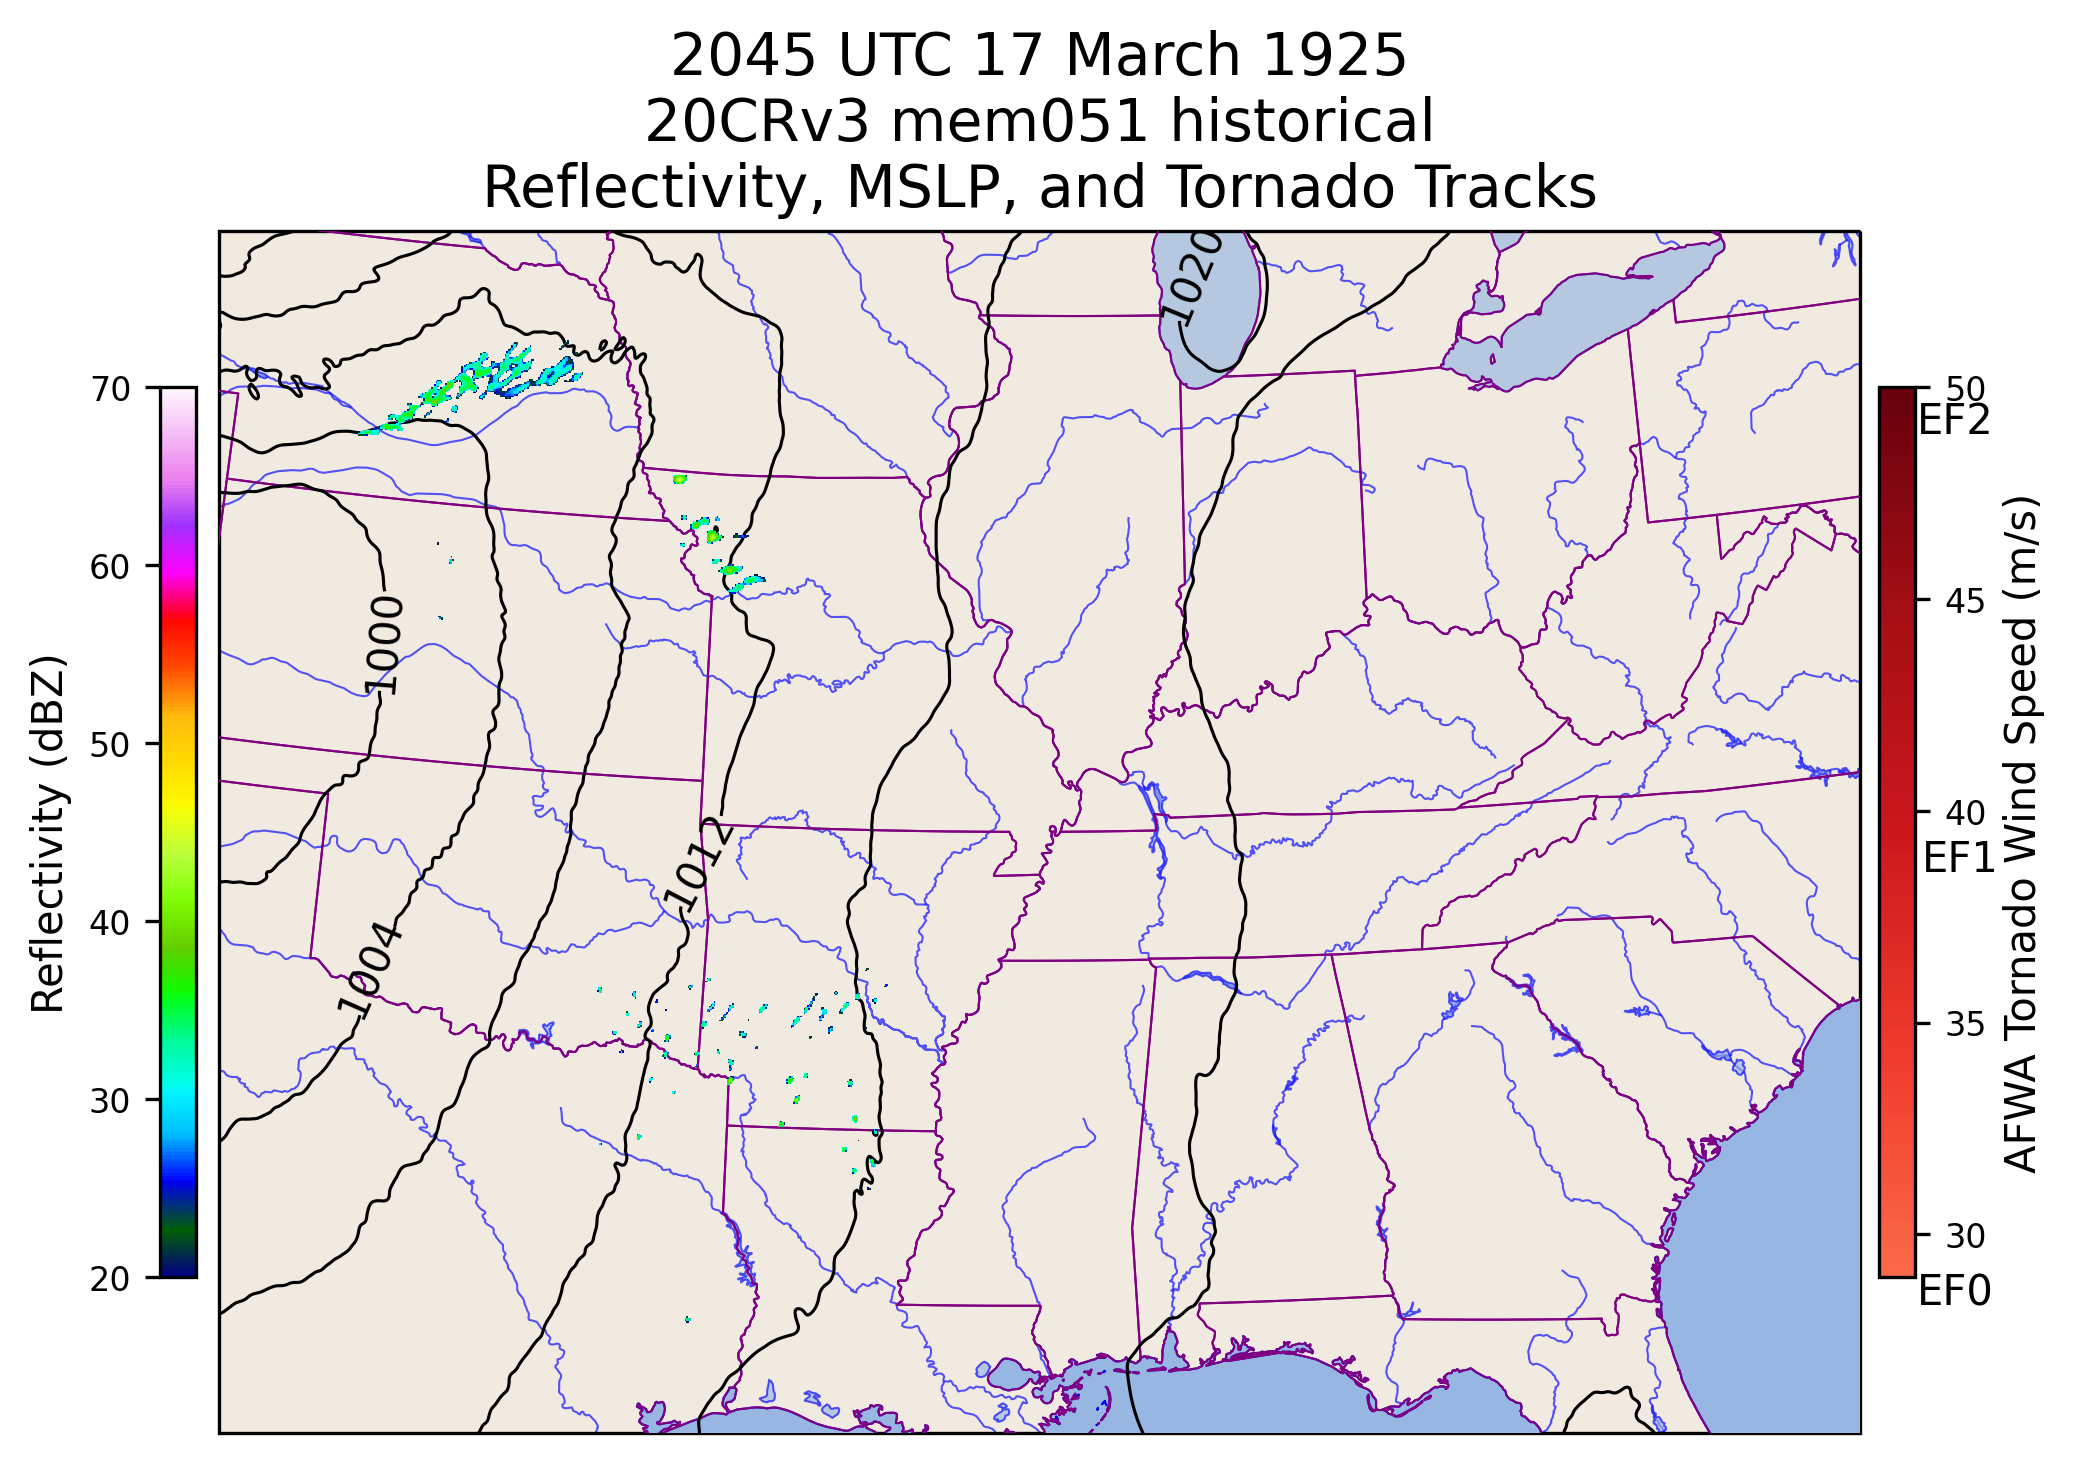 2045 UTC 17 March 1925
20CRv3 mem051 historical
Reflectivity, MSLP, and Tornado Tracks
Reflectivity (dBZ)
70
60
50
40
30
20
1020
1000
1012
1004
50
EF2
45
40
EF1
35
30
EF0
AFWA Tornado Wind Speed (m/s)